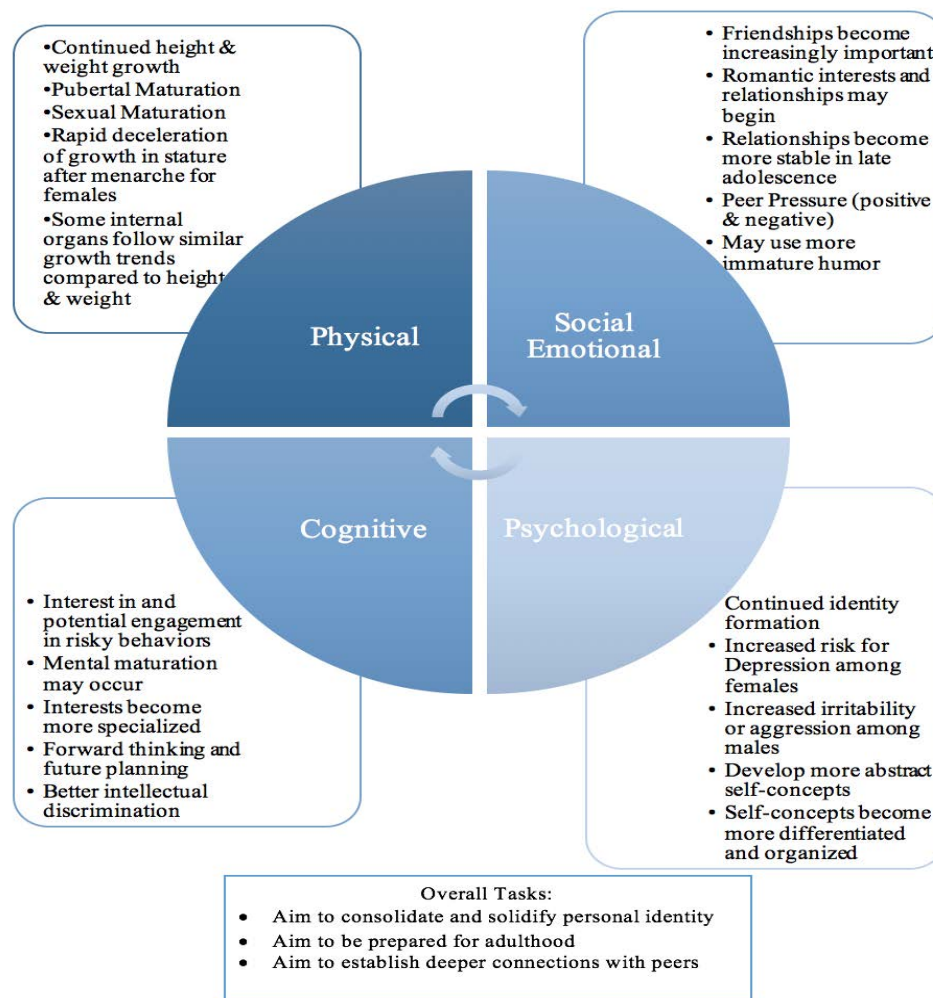 •Continued height &
weight growth
•Pubertal Maturation
•Sexual Maturation
•Rapid deceleration
of growth in stature
after menarche for
females
•Some internal
organs follow similar
growth trends
compared to height
& weight
• Friendships become
increasingly important
• Romantic interests and
relationships may
begin
• Relationships become
more stable in late
adolescence
• Peer Pressure (positive
& negative)
• May use more
immature humor
Physical
Social
Emotional
Cognitive
Psychological
• Interest in and
potential engagement
in risky behaviors
• Mental maturation
may occur
• Interests become
more specialized
• Forward thinking and
future planning
• Better intellectual
discrimination
Continued identity
formation
• Increased risk for
Depression among
females
• Increased irritability
or aggression among
males
• Develop more abstract
self-concepts
• Self-concepts become
more differentiated
and organized
Overall Tasks:
• Aim to consolidate and solidify personal identity
• Aim to be prepared for adulthood
• Aim to establish deeper connections with peers